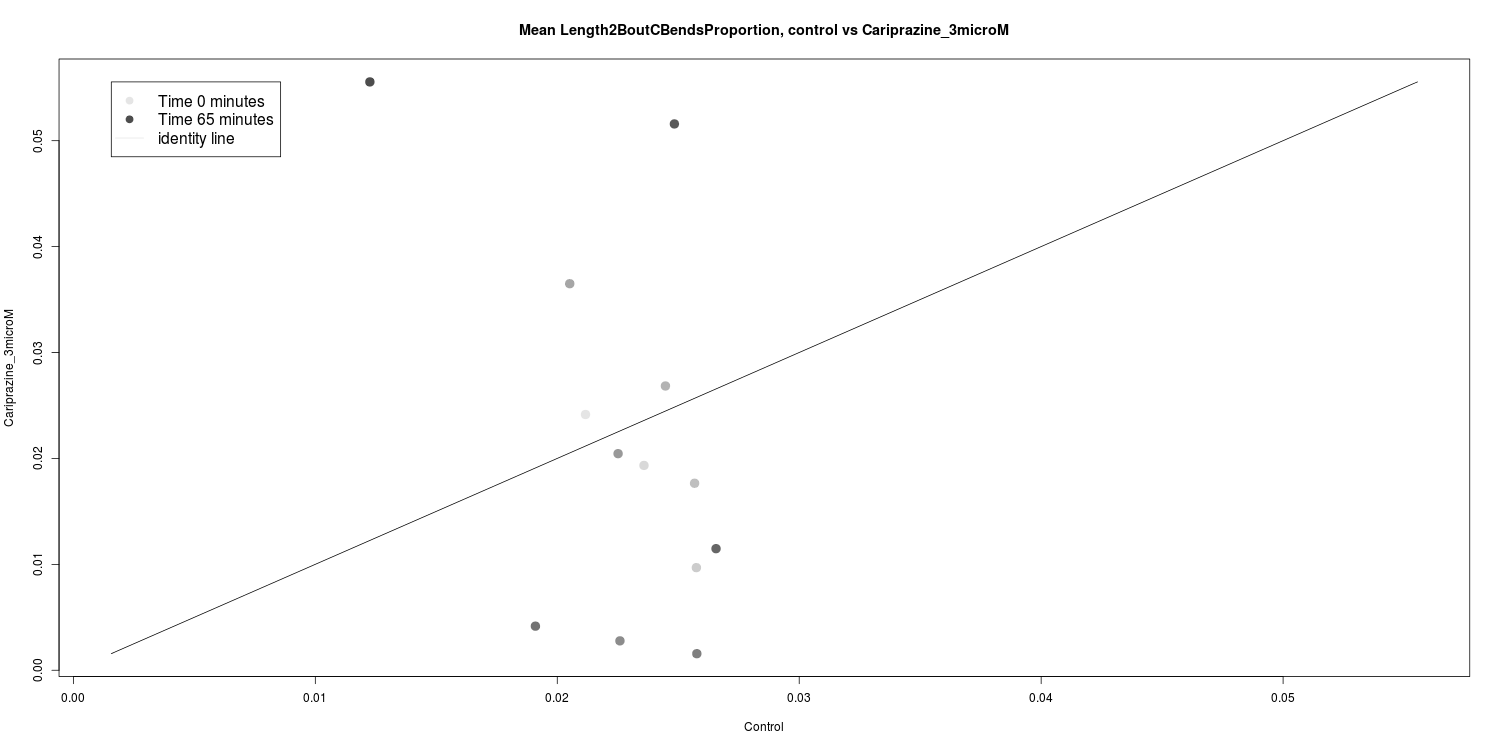 Mean Length2BoutCBendsProportion, control vs Cariprazine_3microM
Time 0 minutes
Time 65 minutes
identity line
Cariprazine_3microM
0.05
0.04
0.03
0.02
0.01
0.00
0.00 0.01 0.02 0.03 0.04 0.05
Control